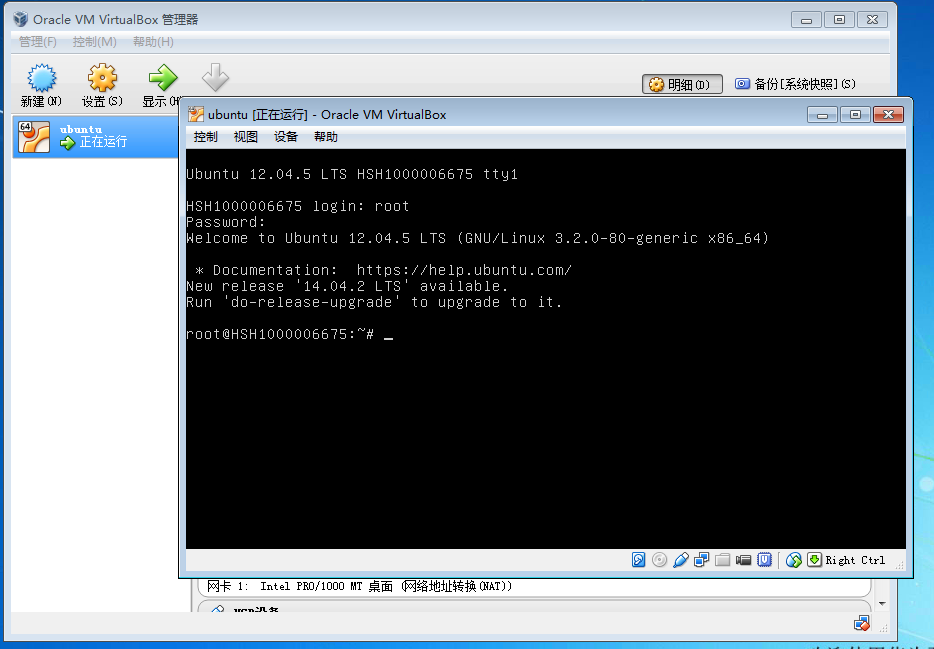 Oracle VM VirtualBox 管理器
管理(F) 控制(M) 帮助(H)
新建(N) 设置(S) 显示(H
明细(D) 备份[系统快照](S)
64 ubuntu
正在运行
ubuntu [正在运行] - Oracle VM VirtualBox
控制 视图 设备 帮助
Ubuntu 12.04.5 LTS HSH1000006675 tty1
HSH1000006675 login: root
Password:
Welcome to Ubuntu 12.04.5 LTS (GNU/Linux 3.2.0-80-generic x86_64)
* Documentation:  https://help.ubuntu.com/
New release '14.04.2 LTS' available.
Run 'do-release-upgrade' to upgrade to it.
root@HSH1000006675:~# _
Right Ctrl
网卡 1: Intel PRO/1000 MT 桌面 (网络地址转换(NAT))